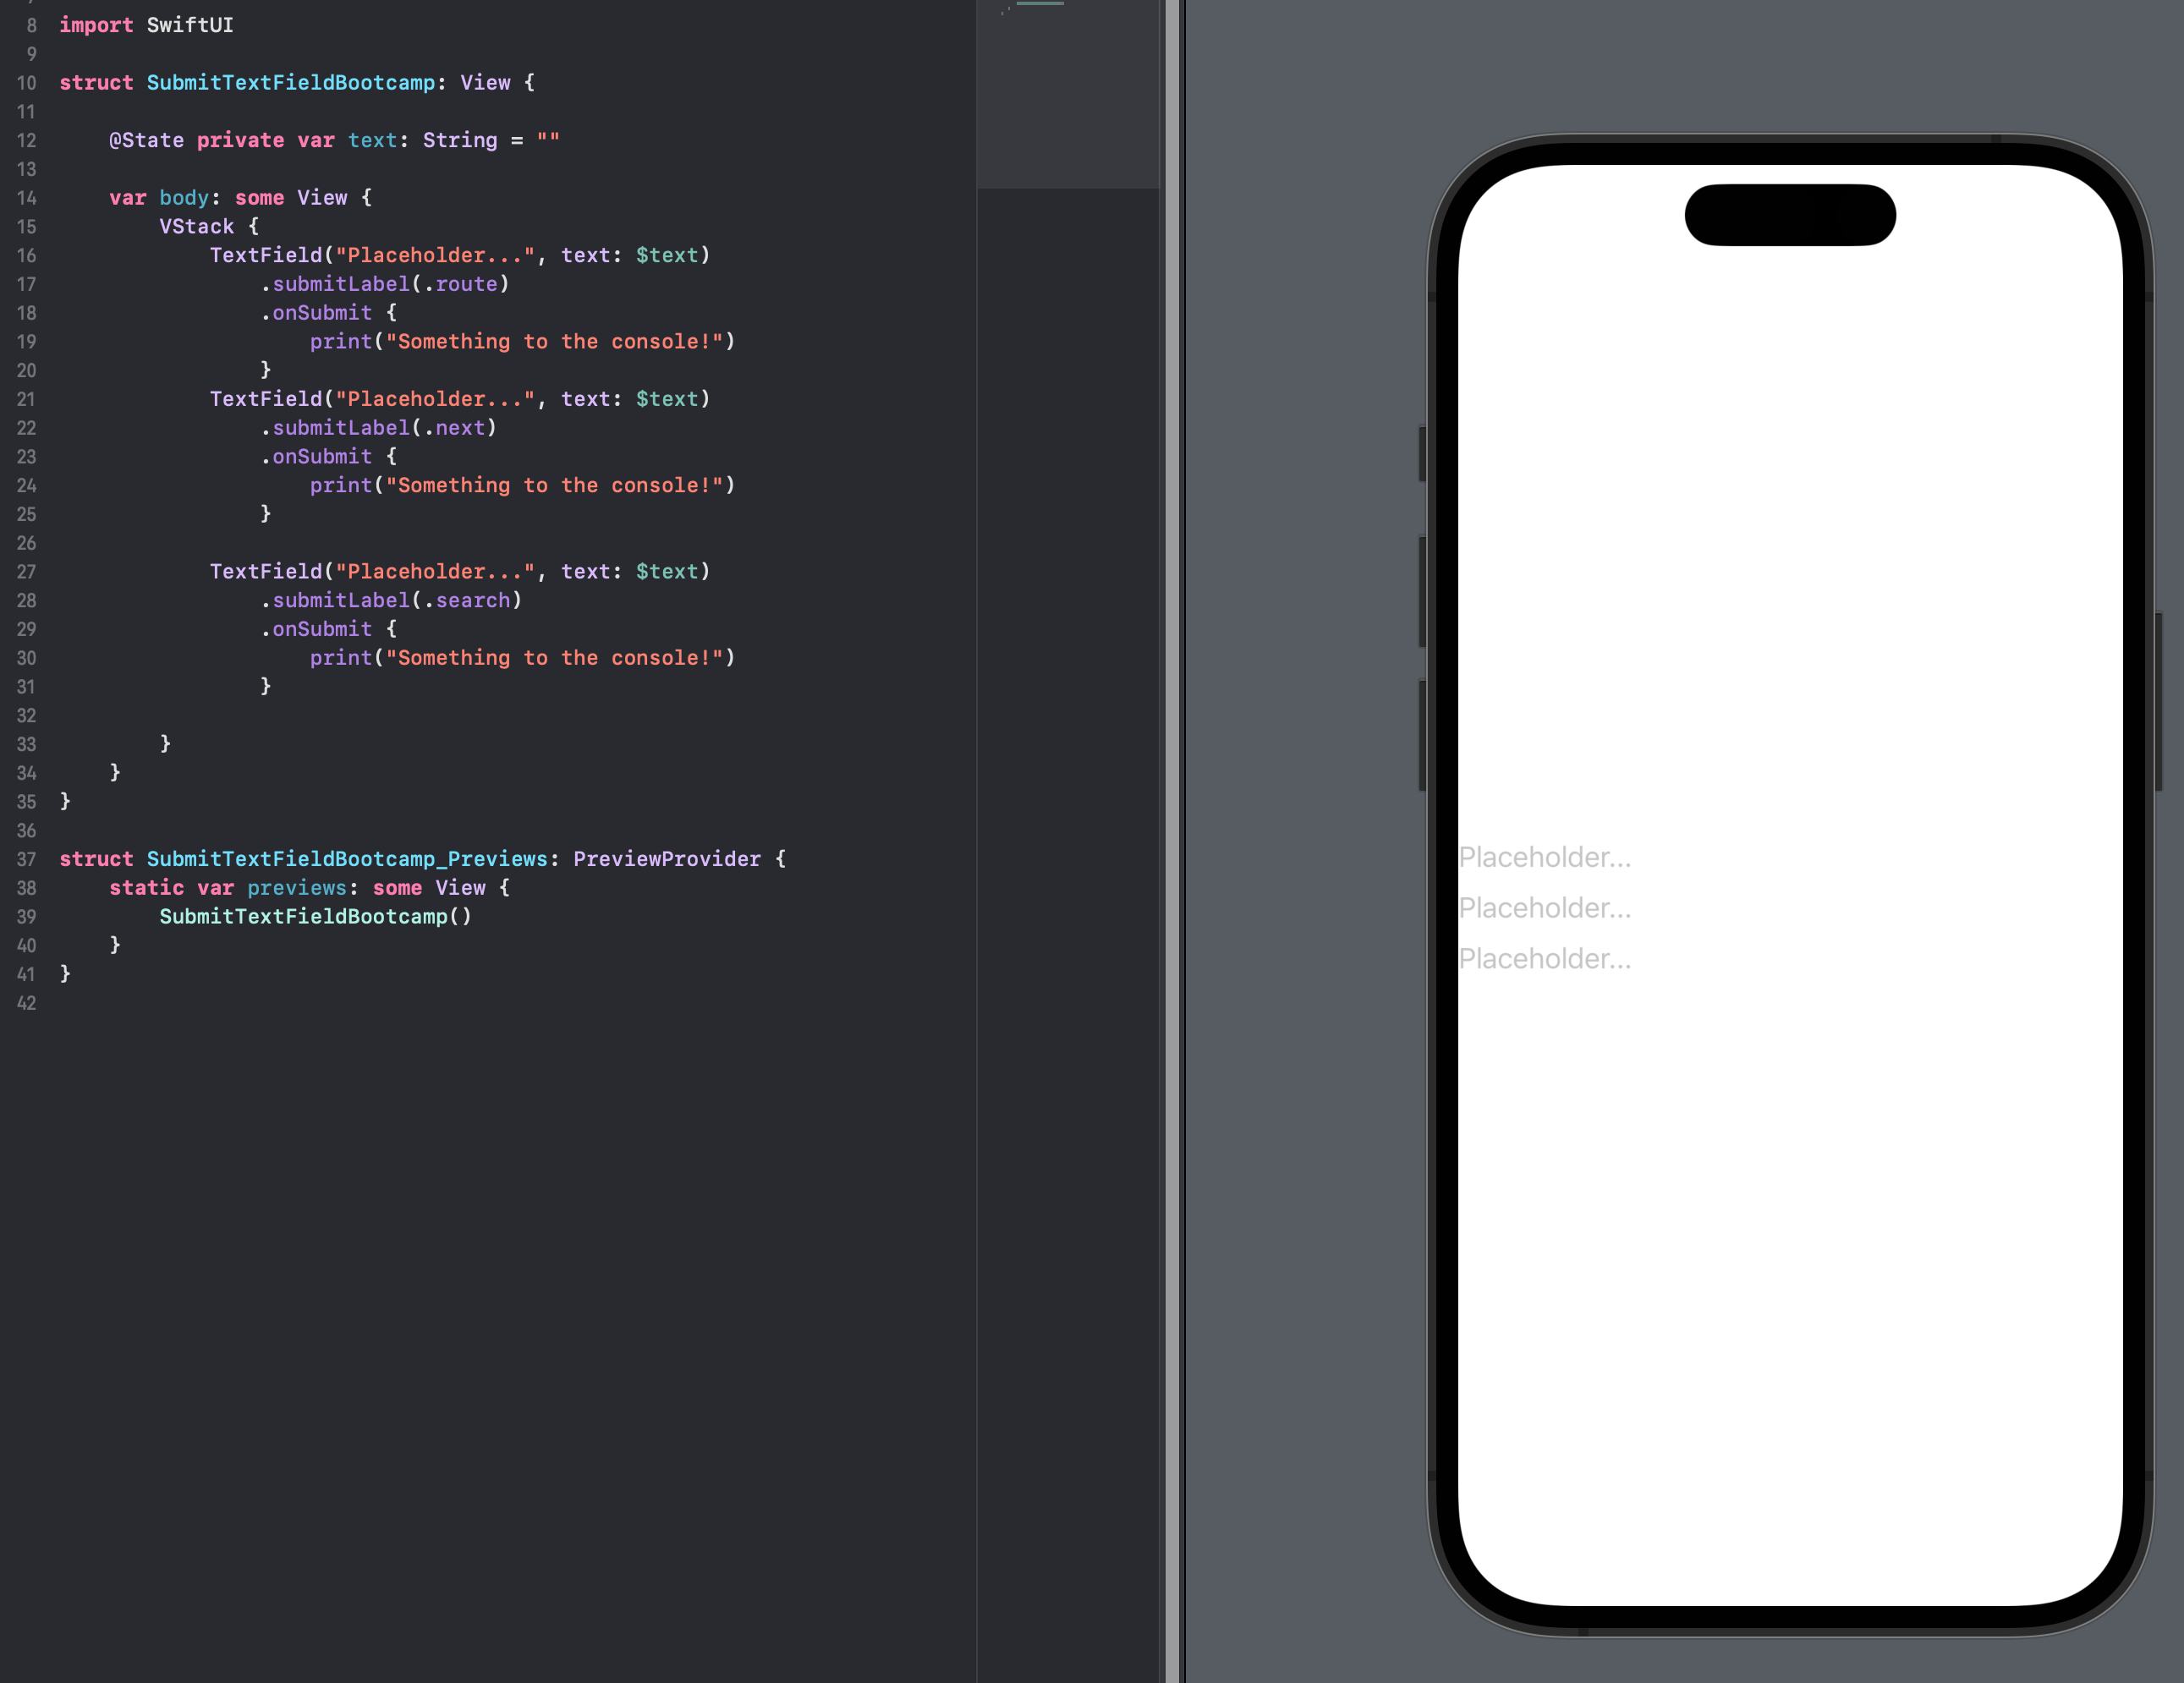 8 import SwiftUI
9
10 struct SubmitTextFieldBootcamp: View {
11
12     @State private var text: String = ""
13
14     var body: some View {
15         VStack {
16             TextField("Placeholder...", text: $text)
17                 .submitLabel(.route)
18                 .onSubmit {
19                     print("Something to the console!")
20                 }
21             TextField("Placeholder...", text: $text)
22                 .submitLabel(.next)
23                 .onSubmit {
24                     print("Something to the console!")
25                 }
26
27             TextField("Placeholder...", text: $text)
28                 .submitLabel(.search)
29                 .onSubmit {
30                     print("Something to the console!")
31                 }
32
33         }
34     }
35 }
36
37 struct SubmitTextFieldBootcamp_Previews: PreviewProvider {
38     static var previews: some View {
39         SubmitTextFieldBootcamp()
40     }
41 }
42
Placeholder...
Placeholder...
Placeholder...